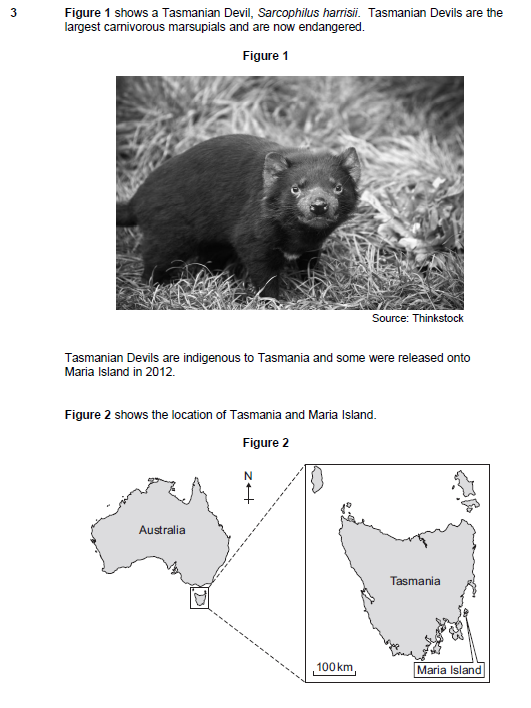 3 Figure 1 shows a Tasmanian Devil, Sarcophilus harrisii. Tasmanian Devils are the
largest carnivorous marsupials and are now endangered.
Figure 1
Source: Thinkstock
Tasmanian Devils are indigenous to Tasmania and some were released onto
Maria Island in 2012.
Figure 2 shows the location of Tasmania and Maria Island.
Figure 2
N
Australia
Tasmania
100 km
Maria Island